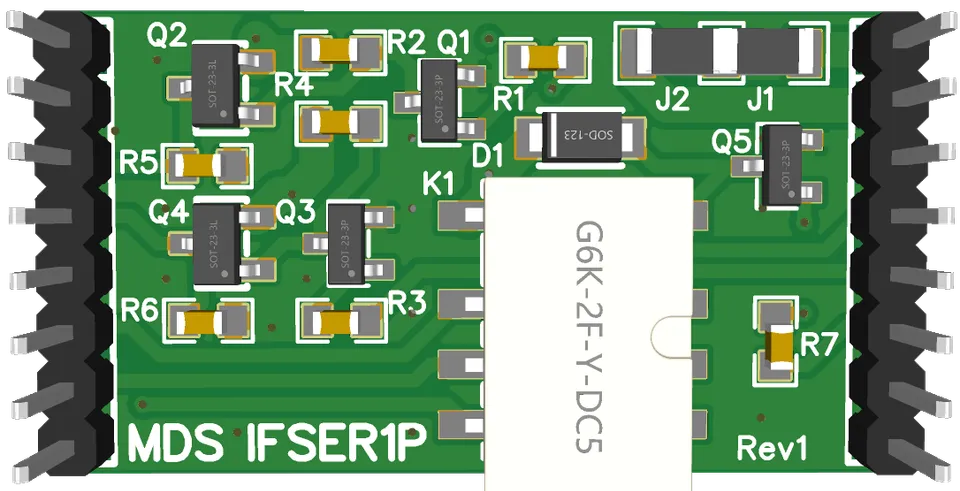 Q2
R2
Q1
R4
R1
J2
J1
SOT-23-3L
SOT-23-3P
SOD-123
D1
Q5
SOT-23-3P
R5
K1
Q4
Q3
SOT-23-3L
SOT-23-3P
G6K-2F-Y-DC5
R6
R3
R7
MDS IFSER1P
Rev1